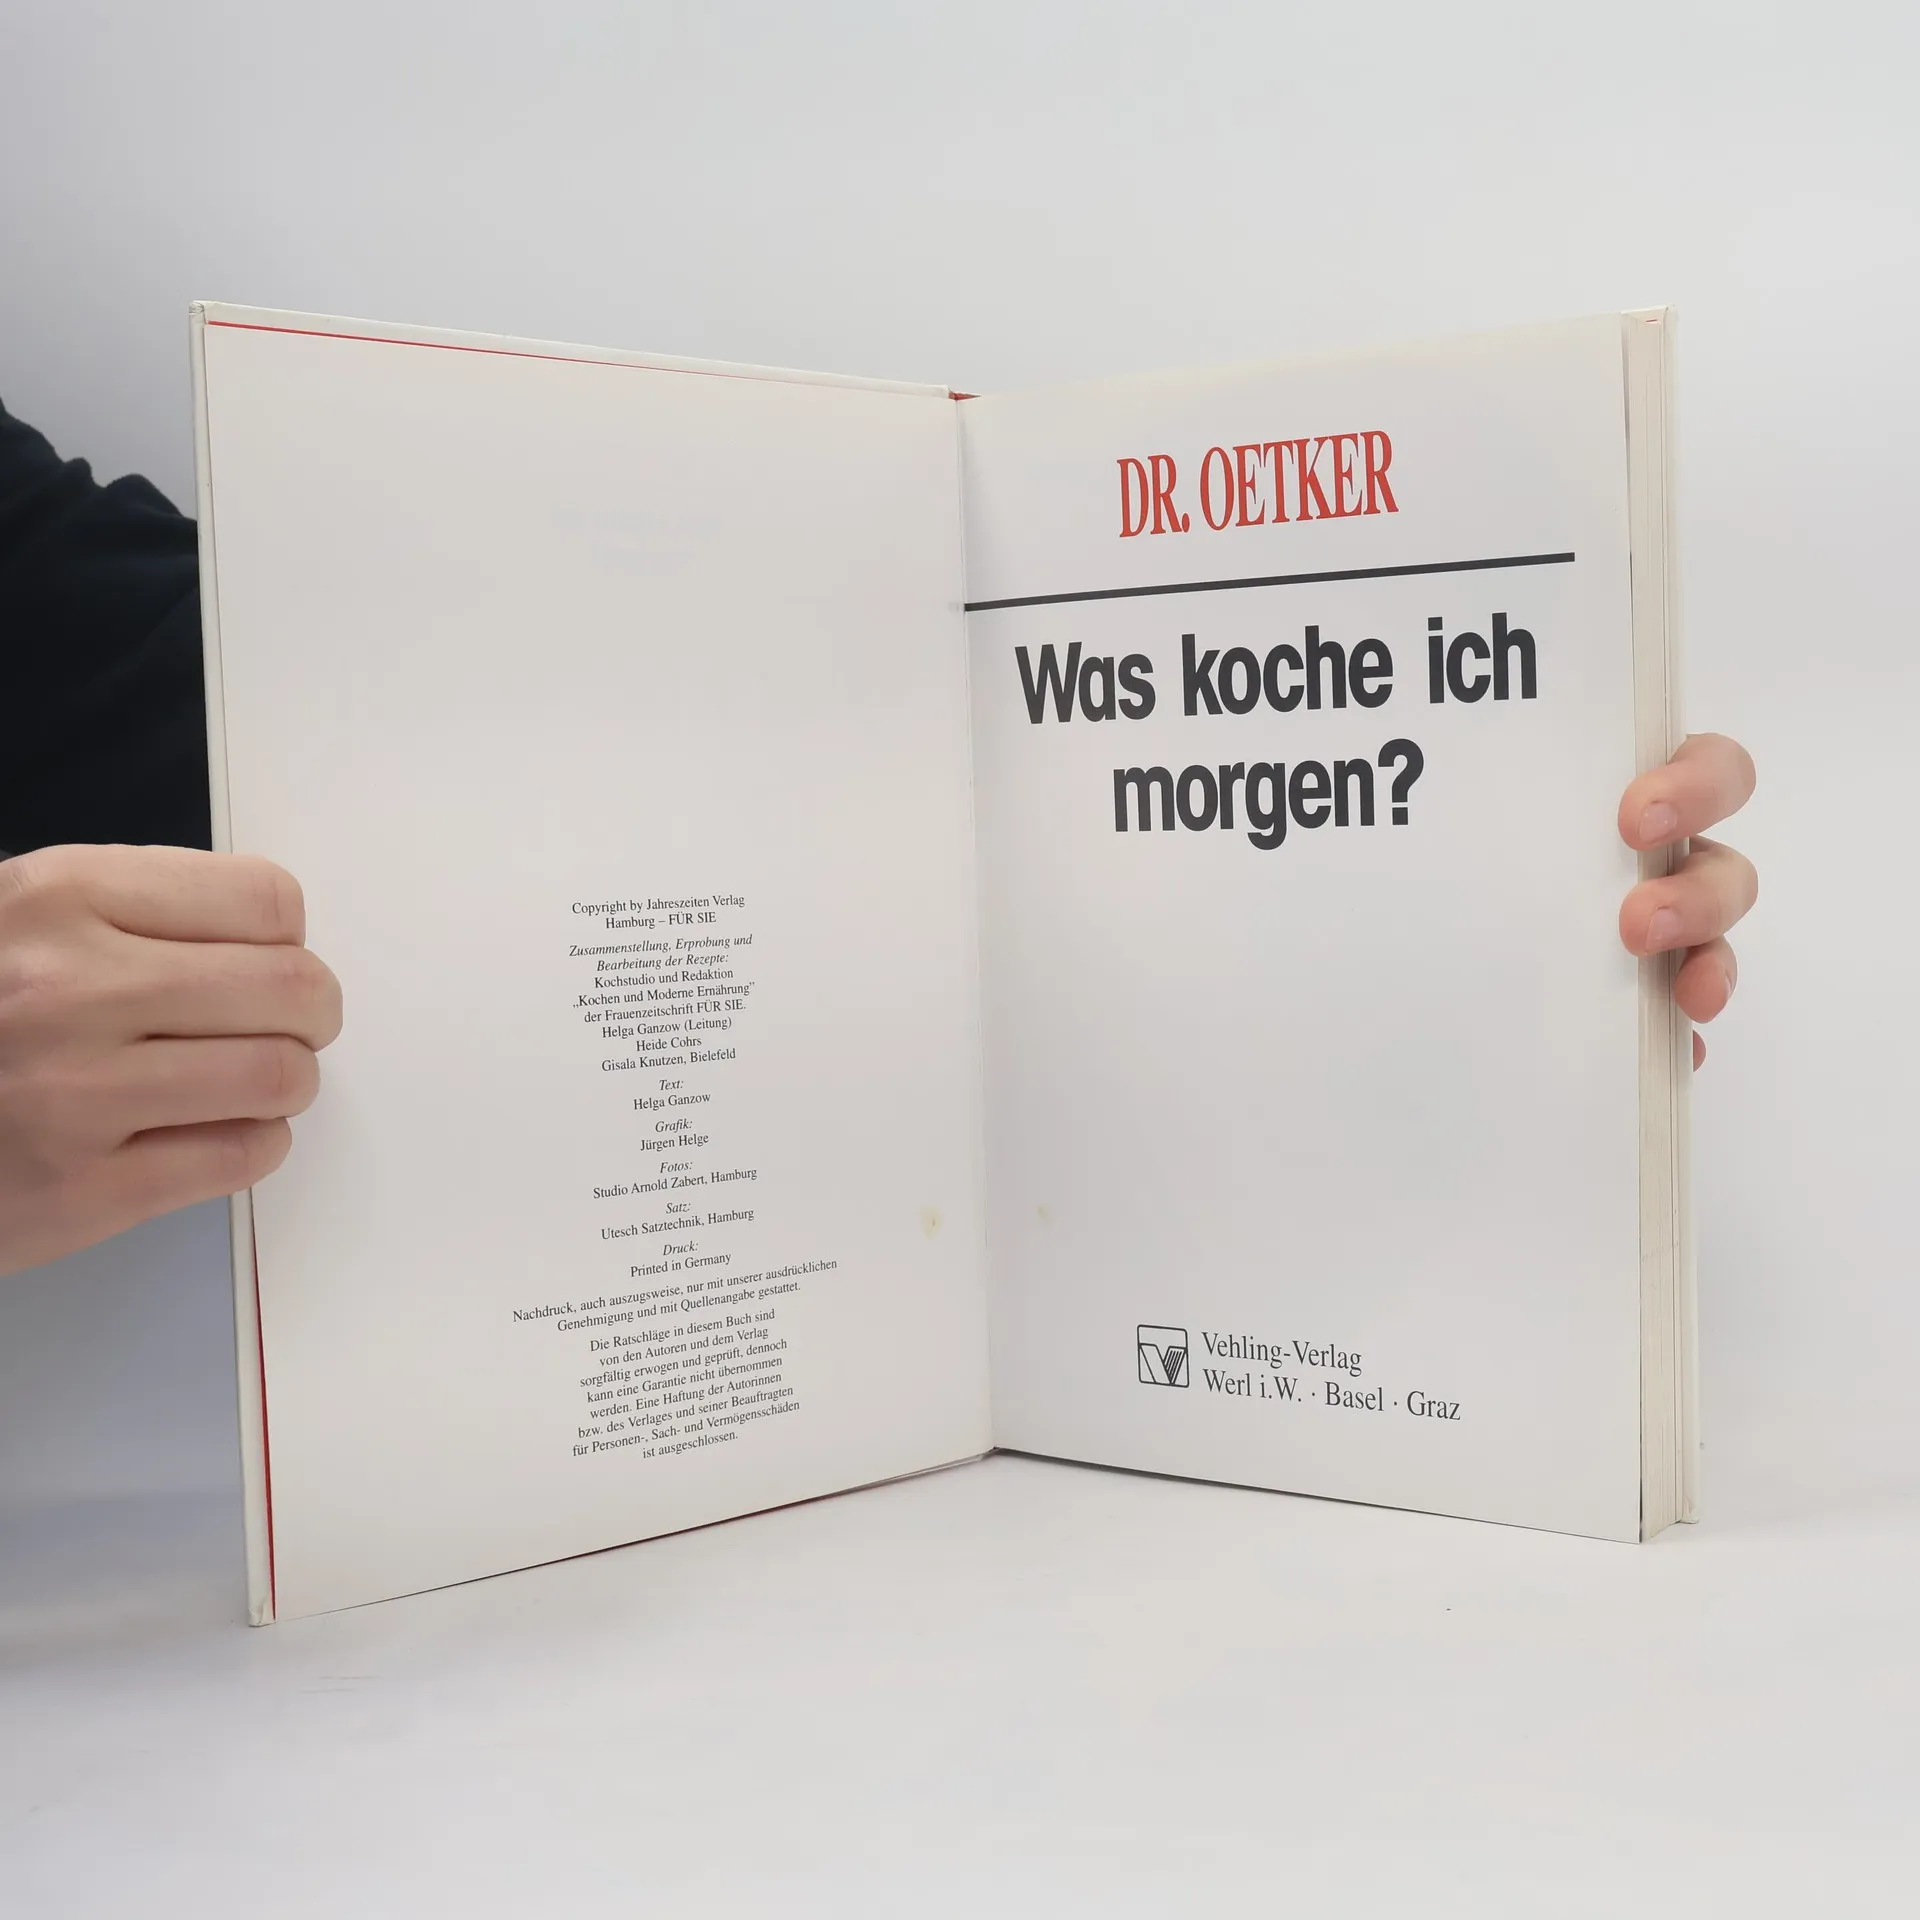 Copyright by Jahreszeiten Verlag
Hamburg – FÜR SIE
Zusammenstellung, Erprobung und
Bearbeitung der Rezepte:
Kochstudio und Redaktion
„Kochen und Moderne Ernährung”
der Frauenzeitschrift FÜR SIE.
Helga Ganzow (Leitung)
Heide Cohrs
Gisala Knutzen, Bielefeld
Text:
Helga Ganzow
Grafik:
Jürgen Helge
Fotos:
Studio Arnold Zabert, Hamburg
Satz:
Utesch Satztechnik, Hamburg
Druck:
Printed in Germany
Nachdruck, auch auszugsweise, nur mit unserer ausdrücklichen
Genehmigung und mit Quellenangabe gestattet.
Die Ratschläge in diesem Buch sind
von den Autoren und dem Verlag
sorgfältig erwogen und geprüft, dennoch
kann eine Garantie nicht übernommen
werden. Eine Haftung der Autorinnen
bzw. des Verlages und seiner Beauftragten
für Personen-, Sach- und Vermögensschäden
ist ausgeschlossen.
DR. OETKER
Was koche ich
morgen?
Vehling-Verlag
Werl i.W. · Basel · Graz